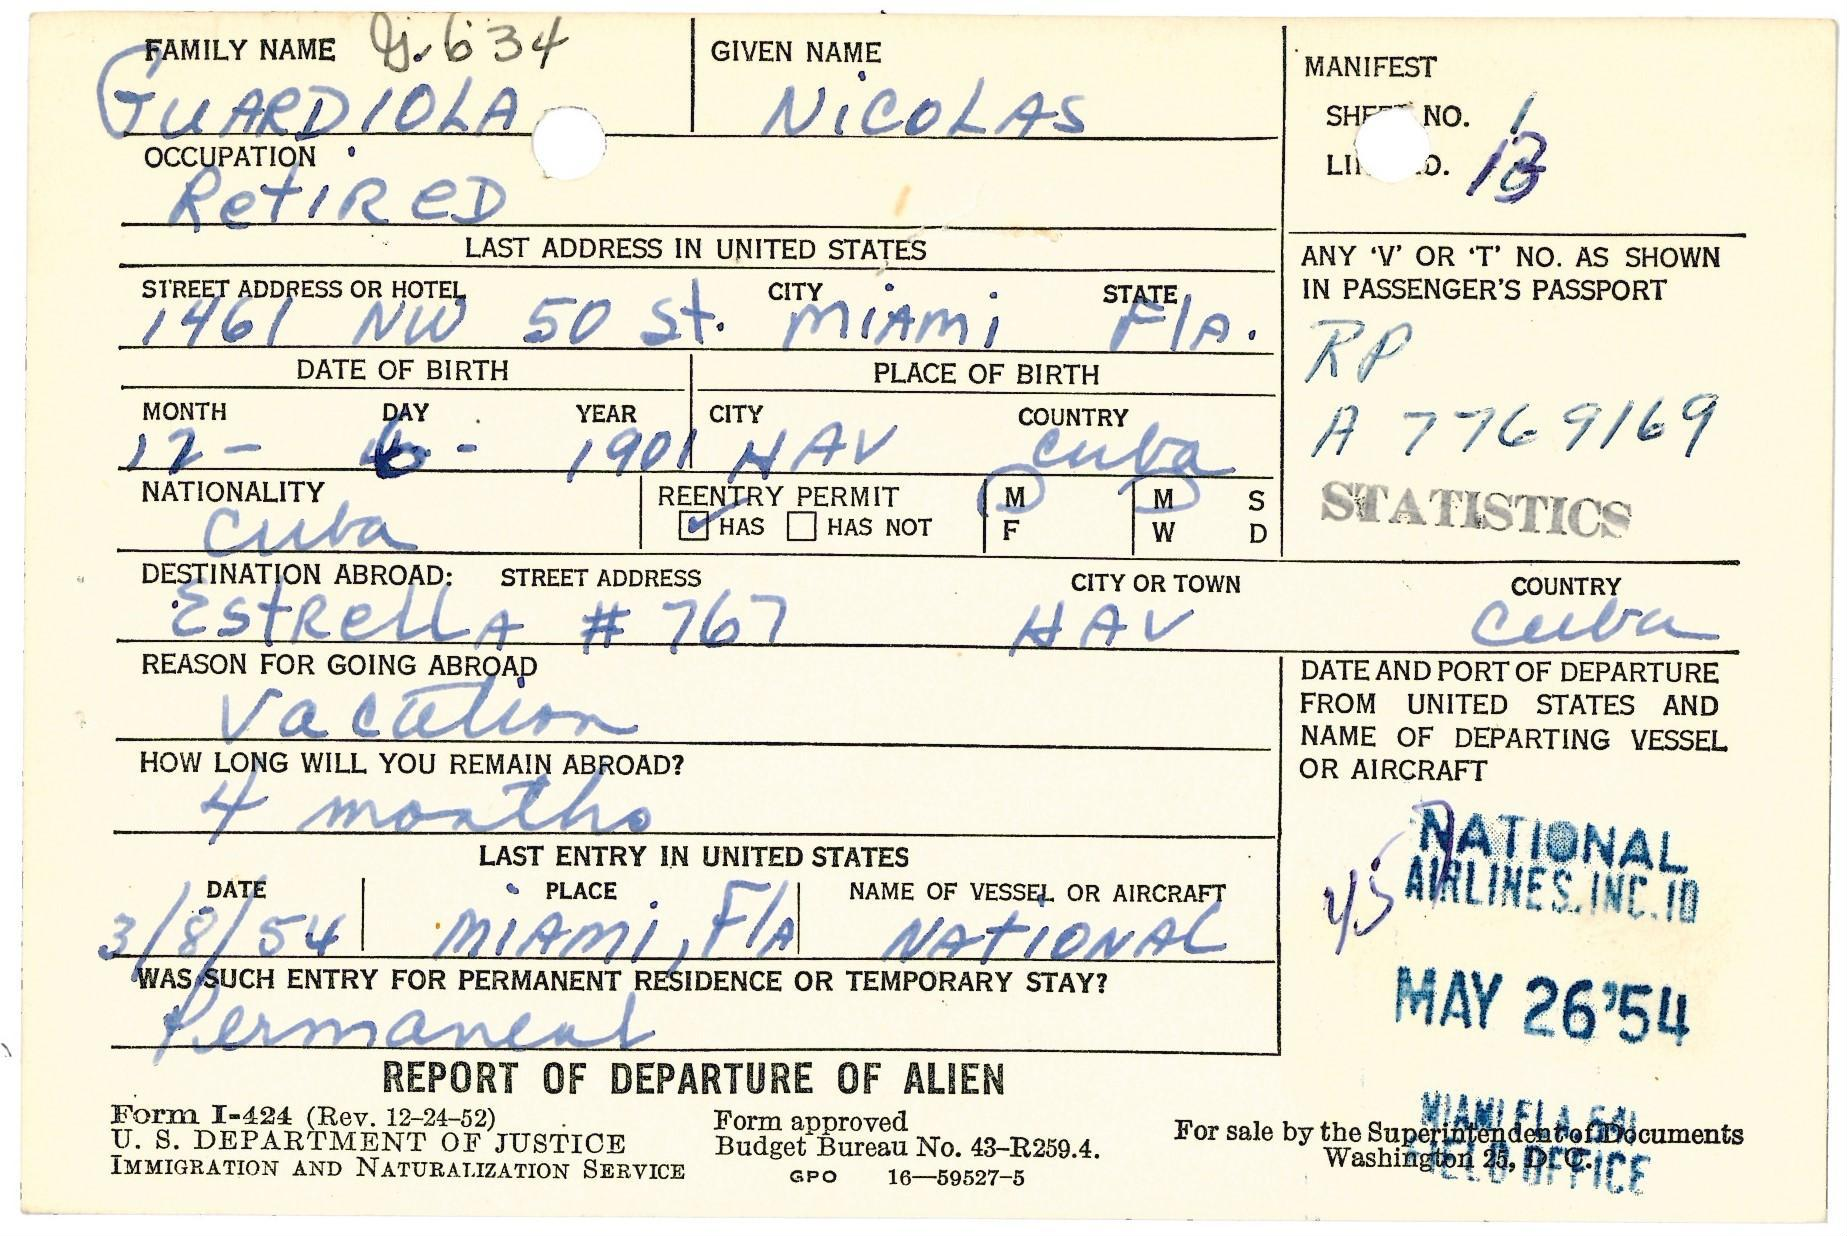 FAMILY NAME G.634 GIVEN NAME
GUARDIOLA NICOLAS
MANIFEST
SHE NO. 1
LI O.
OCCUPATION
RetiReD
LAST ADDRESS IN UNITED STATES
STREET ADDRESS OR HOTEL CITY STATE
1461 NW 50 St. MiAmi FlA.
ANY 'V' OR 'T' NO. AS SHOWN
IN PASSENGER'S PASSPORT
RP
A 7769169
STATISTICS
DATE OF BIRTH PLACE OF BIRTH
MONTH DAY YEAR CITY COUNTRY
12- 6- 1901 HAV Cuba
NATIONALITY REENTRY PERMIT M M S
Cuba ✓ HAS HAS NOT F W D
DESTINATION ABROAD: STREET ADDRESS CITY OR TOWN COUNTRY
EstRellA # 767 HAV Cuba
REASON FOR GOING ABROAD
Vacation
HOW LONG WILL YOU REMAIN ABROAD?
4 months
LAST ENTRY IN UNITED STATES
DATE PLACE NAME OF VESSEL OR AIRCRAFT
3/8/54 MiAmi, FlA NATIONAL
WAS SUCH ENTRY FOR PERMANENT RESIDENCE OR TEMPORARY STAY?
Permanent
DATE AND PORT OF DEPARTURE
FROM UNITED STATES AND
NAME OF DEPARTING VESSEL
OR AIRCRAFT
NATIONAL
AIRLINES. INC. 10
45
MAY 26 '54
MIAMI FLA 641
FIELD OFFICE
REPORT OF DEPARTURE OF ALIEN
Form I-424 (Rev. 12-24-52)
U. S. DEPARTMENT OF JUSTICE
IMMIGRATION AND NATURALIZATION SERVICE
Form approved
Budget Bureau No. 43-R259.4.
GPO 16—59527-5
For sale by the Superintendent of Documents
Washington 25, D. C.